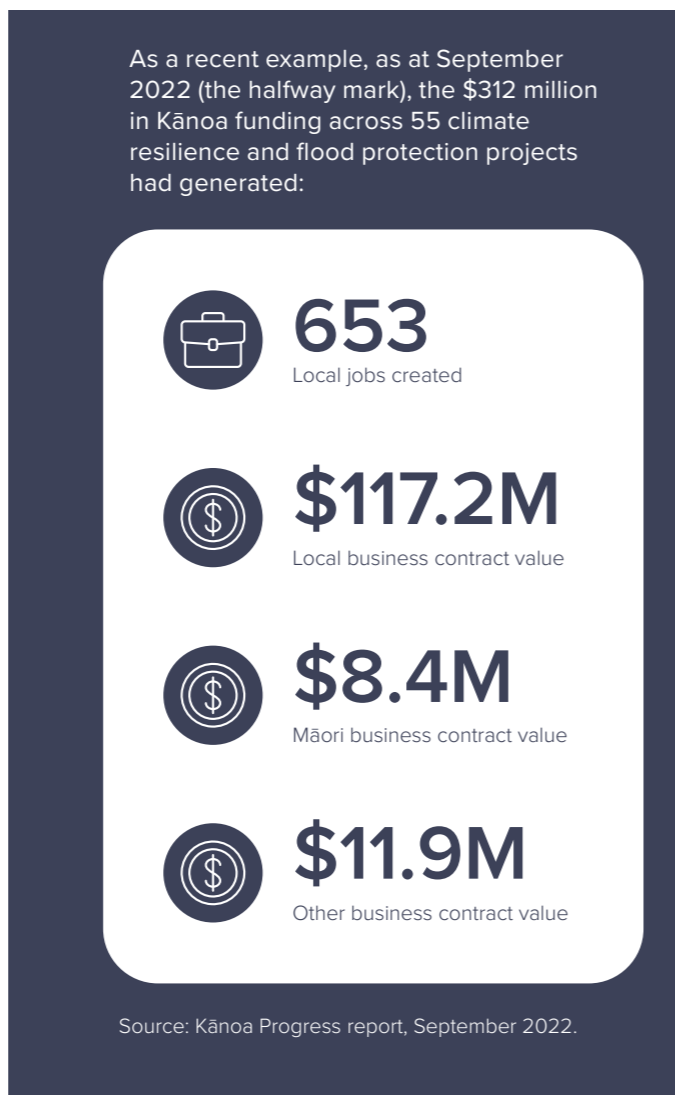 As a recent example, as at September
2022 (the halfway mark), the $312 million
in Kānoa funding across 55 climate
resilience and flood protection projects
had generated:
653
Local jobs created
$117.2M
Local business contract value
$8.4M
Māori business contract value
$11.9M
Other business contract value
Source: Kānoa Progress report, September 2022.